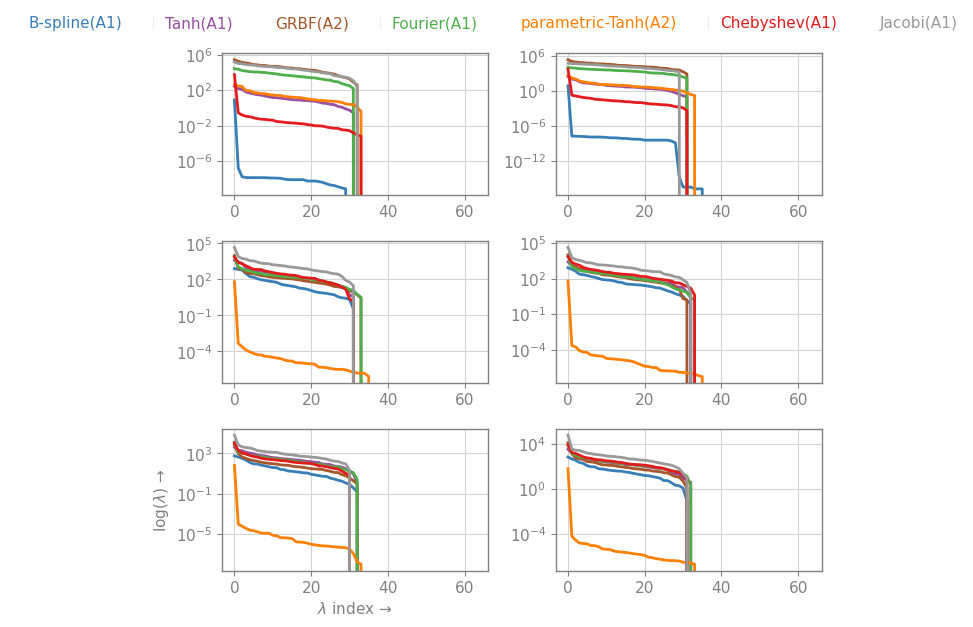 B-spline(A1) Tanh(A1) GRBF(A2) Fourier(A1) parametric-Tanh(A2) Chebyshev(A1) Jacobi(A1)
10^6 10^6
10^2 10^0
10^-2 10^-6
10^-6 10^-12
0 20 40 60 0 20 40 60
10^5 10^5
10^2 10^2
10^-1 10^-1
10^-4 10^-4
0 20 40 60 0 20 40 60
10^3 10^4
10^-1 10^0
10^-5 10^-4
log(λ) →
0 20 40 60 0 20 40 60
λ index →